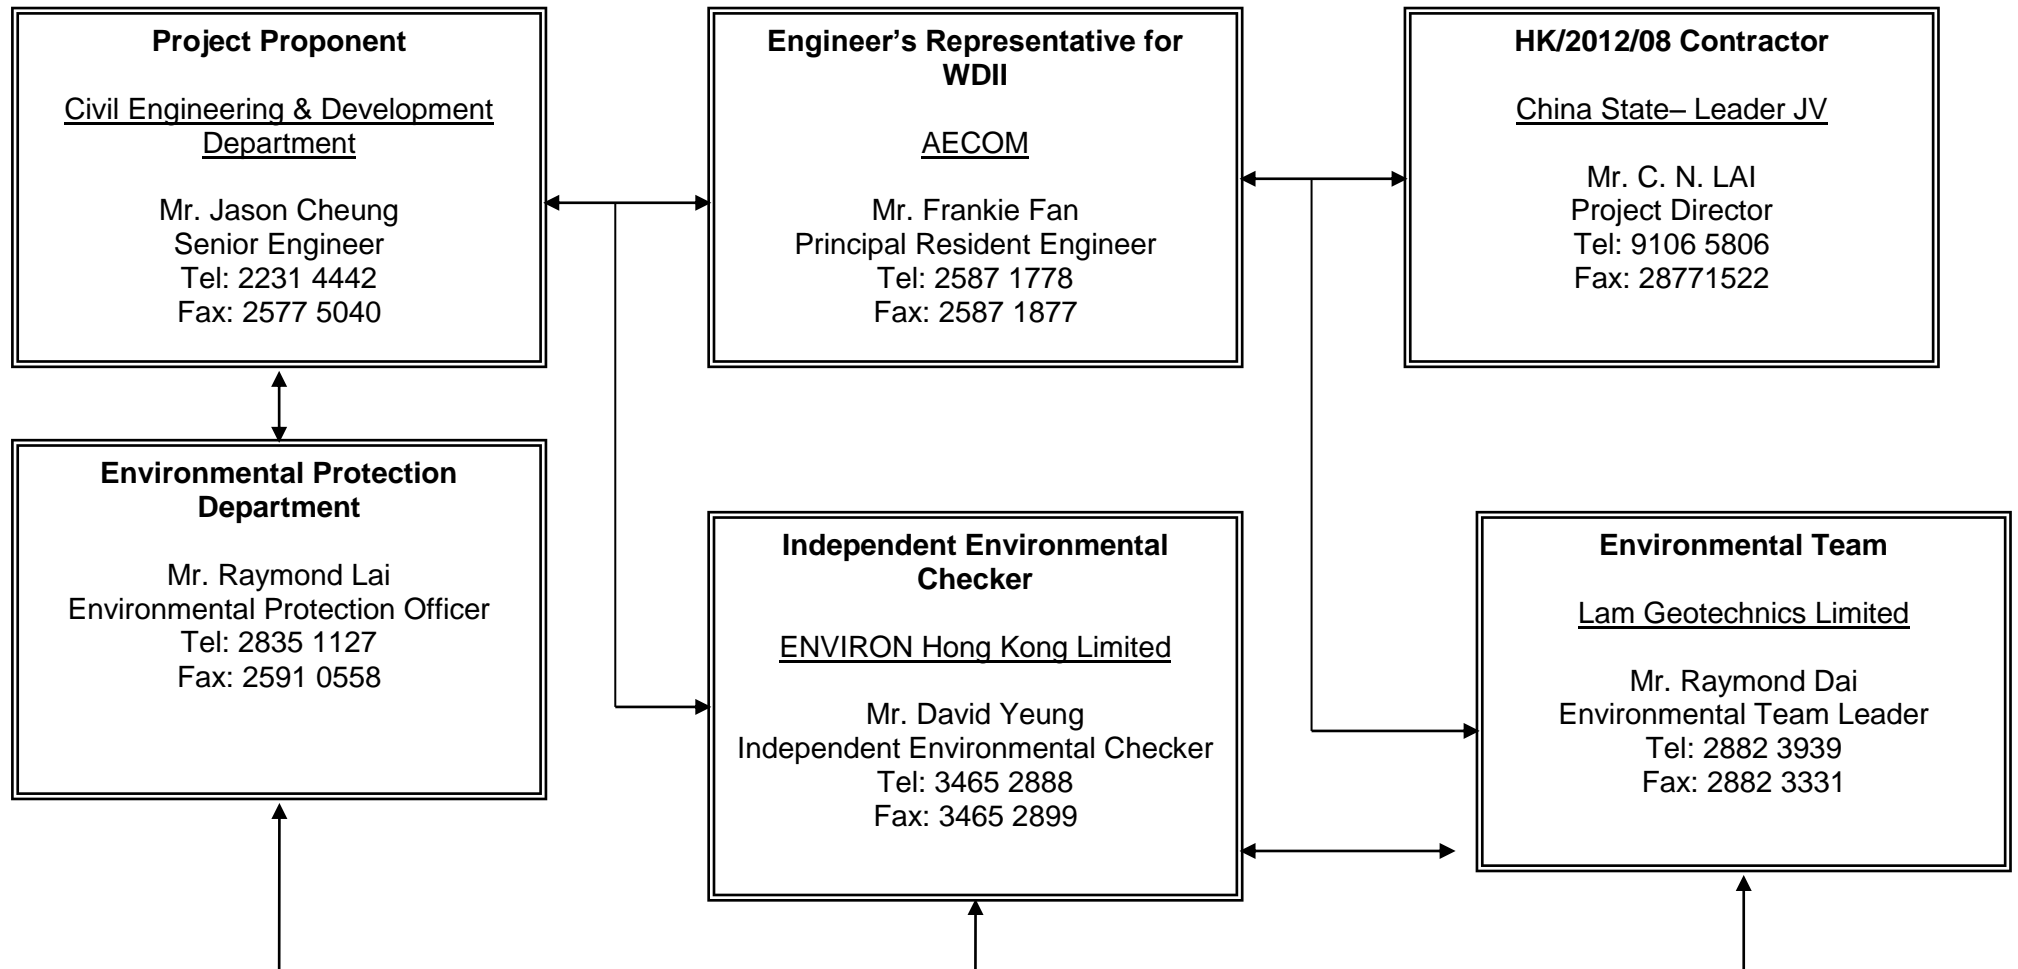 Project Proponent
Civil Engineering & Development
Department
Mr. Jason Cheung
Senior Engineer
Tel: 2231 4442
Fax: 2577 5040
Engineer’s Representative for
WDII
AECOM
Mr. Frankie Fan
Principal Resident Engineer
Tel: 2587 1778
Fax: 2587 1877
HK/2012/08 Contractor
China State– Leader JV
Mr. C. N. LAI
Project Director
Tel: 9106 5806
Fax: 28771522
Environmental Protection
Department
Mr. Raymond Lai
Environmental Protection Officer
Tel: 2835 1127
Fax: 2591 0558
Independent Environmental
Checker
ENVIRON Hong Kong Limited
Mr. David Yeung
Independent Environmental Checker
Tel: 3465 2888
Fax: 3465 2899
Environmental Team
Lam Geotechnics Limited
Mr. Raymond Dai
Environmental Team Leader
Tel: 2882 3939
Fax: 2882 3331